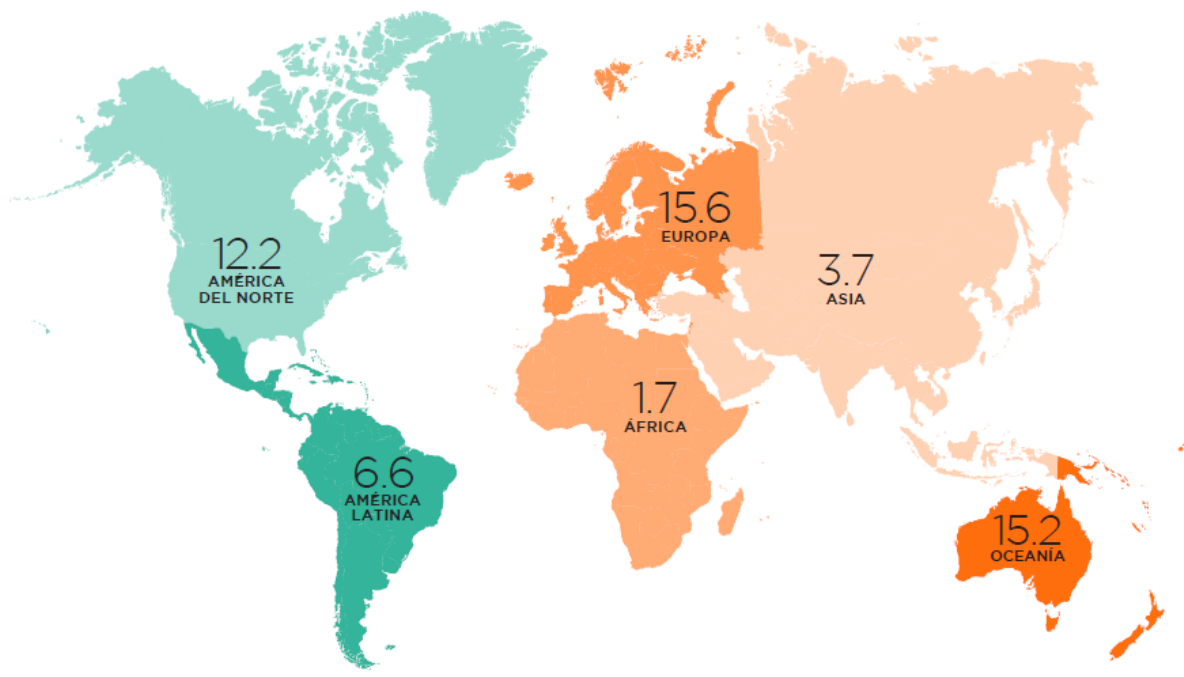 12.2
AMÉRICA
DEL NORTE
15.6
EUROPA
3.7
ASIA
1.7
ÁFRICA
6.6
AMÉRICA
LATINA
15.2
OCEANÍA